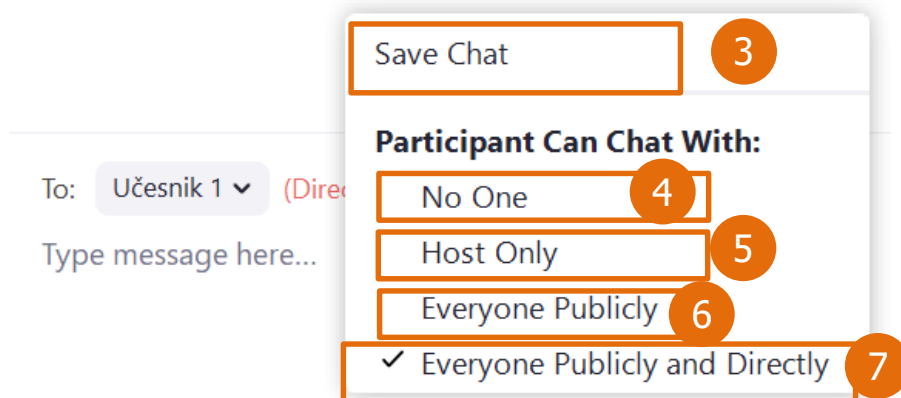 Save Chat 3
Participant Can Chat With:
To: Učesnik 1 (Direc
No One 4
Type message here...
Host Only 5
Everyone Publicly 6
✓ Everyone Publicly and Directly 7